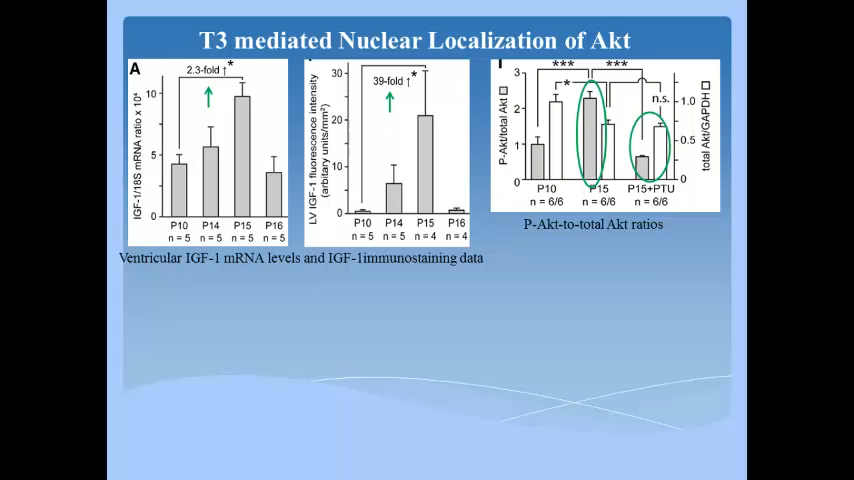 T3 mediated Nuclear Localization of Akt
A
2.3-fold ↑ *
IGF-1/18S mRNA ratio x 10⁴
10
5
0
P10 P14 P15 P16
n = 5 n = 5 n = 5 n = 5
39-fold ↑ *
LV IGF-1 fluorescence intensity
(arbitary units/mm²)
30
20
10
0
P10 P14 P15 P16
n = 5 n = 5 n = 4 n = 4
Ventricular IGF-1 mRNA levels and IGF-1immunostaining data
*** ***
* n.s.
P-Akt/total Akt
3
2
1
0
total Akt/GAPDH
1.0
0.5
0
P10 P15 P15+PTU
n = 6/6 n = 6/6 n = 6/6
P-Akt-to-total Akt ratios